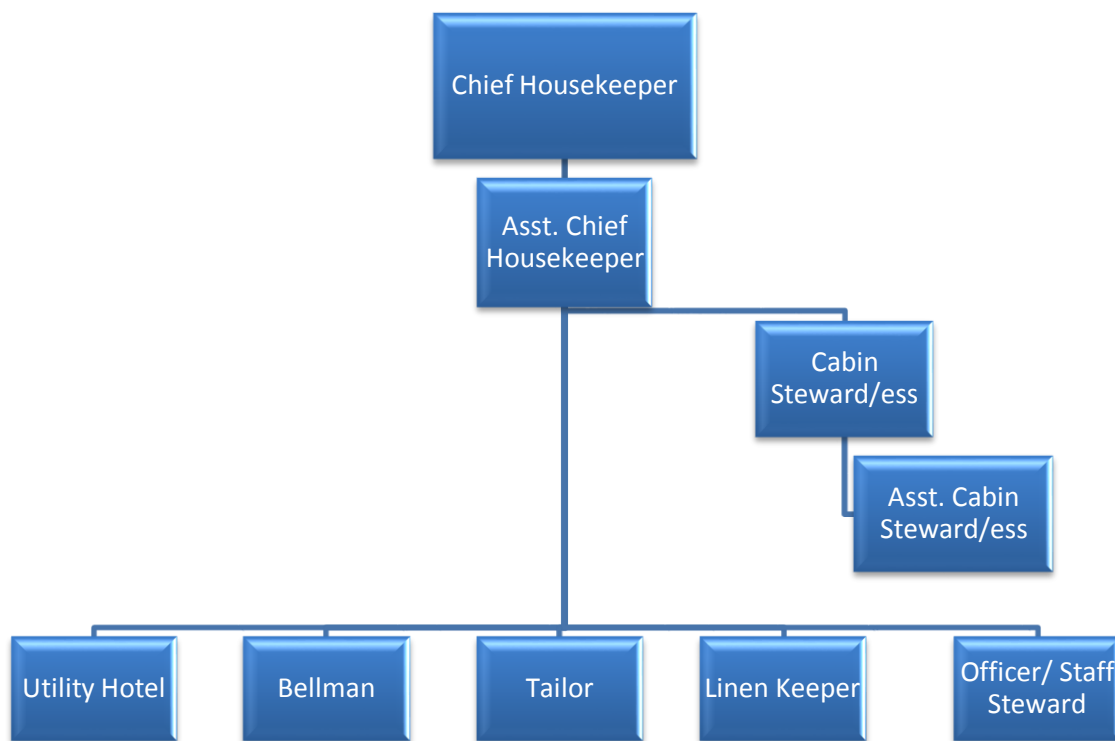 Chief Housekeeper
Asst. Chief
Housekeeper
Cabin
Steward/ess
Asst. Cabin
Steward/ess
Utility Hotel
Bellman
Tailor
Linen Keeper
Officer/ Staff
Steward